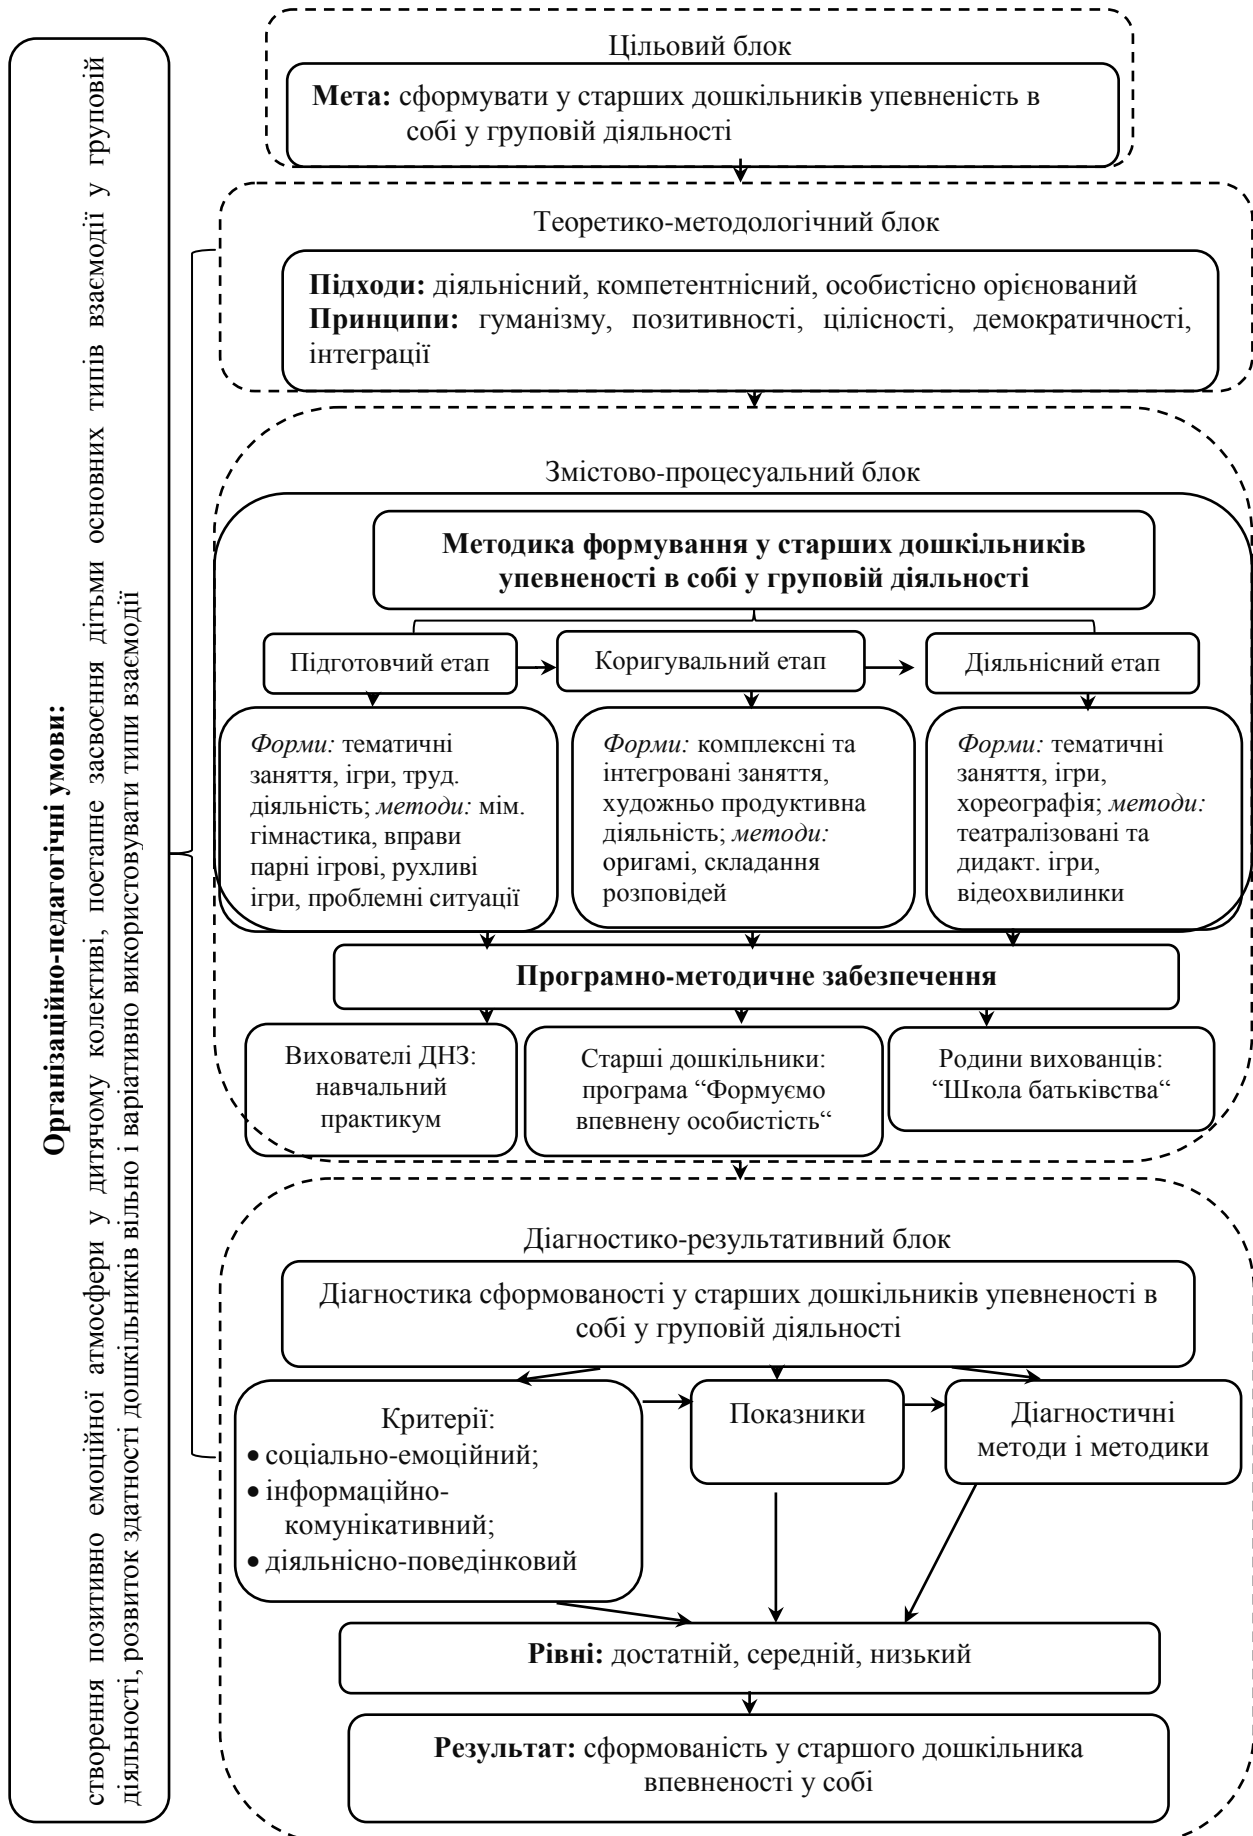 Організаційно-педагогічні умови:
створення позитивно емоційної атмосфери у дитячому колективі, поетапне засвоєння дітьми основних типів взаємодії у груповій
діяльності, розвиток здатності дошкільників вільно і варіативно використовувати типи взаємодії
Цільовий блок
Мета: сформувати у старших дошкільників упевненість в
собі у груповій діяльності
Теоретико-методологічний блок
Підходи: діяльнісний, компетентнісний, особистісно орієнований
Принципи: гуманізму, позитивності, цілісності, демократичності,
інтеграції
Змістово-процесуальний блок
Методика формування у старших дошкільників
упевненості в собі у груповій діяльності
Підготовчий етап
Коригувальний етап
Діяльнісний етап
Форми: тематичні
заняття, ігри, труд.
діяльність; методи: мім.
гімнастика, вправи
парні ігрові, рухливі
ігри, проблемні ситуації
Форми: комплексні та
інтегровані заняття,
художньо продуктивна
діяльність; методи:
оригамі, складання
розповідей
Форми: тематичні
заняття, ігри,
хореографія; методи:
театралізовані та
дидакт. ігри,
відеохвилинки
Програмно-методичне забезпечення
Вихователі ДНЗ:
навчальний
практикум
Старші дошкільники:
програма “Формуємо
впевнену особистість“
Родини вихованців:
“Школа батьківства“
Діагностико-результативний блок
Діагностика сформованості у старших дошкільників упевненості в
собі у груповій діяльності
Критерії:
• соціально-емоційний;
• інформаційно-
комунікативний;
• діяльнісно-поведінковий
Показники
Діагностичні
методи і методики
Рівні: достатній, середній, низький
Результат: сформованість у старшого дошкільника
впевненості у собі